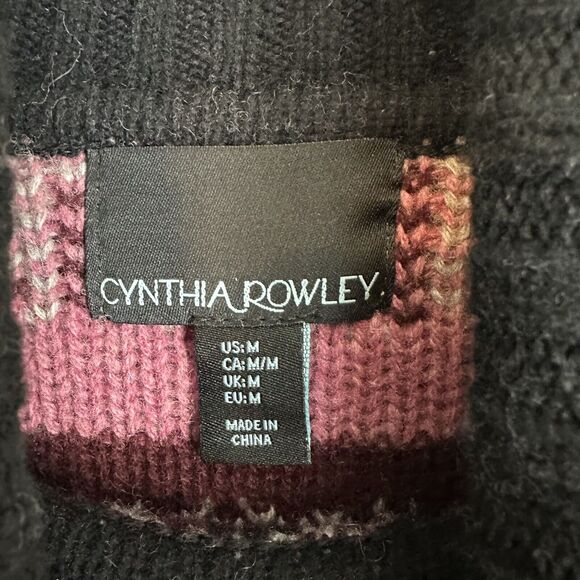 CYNTHIA ROWLEY.
US: M
CA: M/M
UK: M
EU: M
MADE IN
CHINA